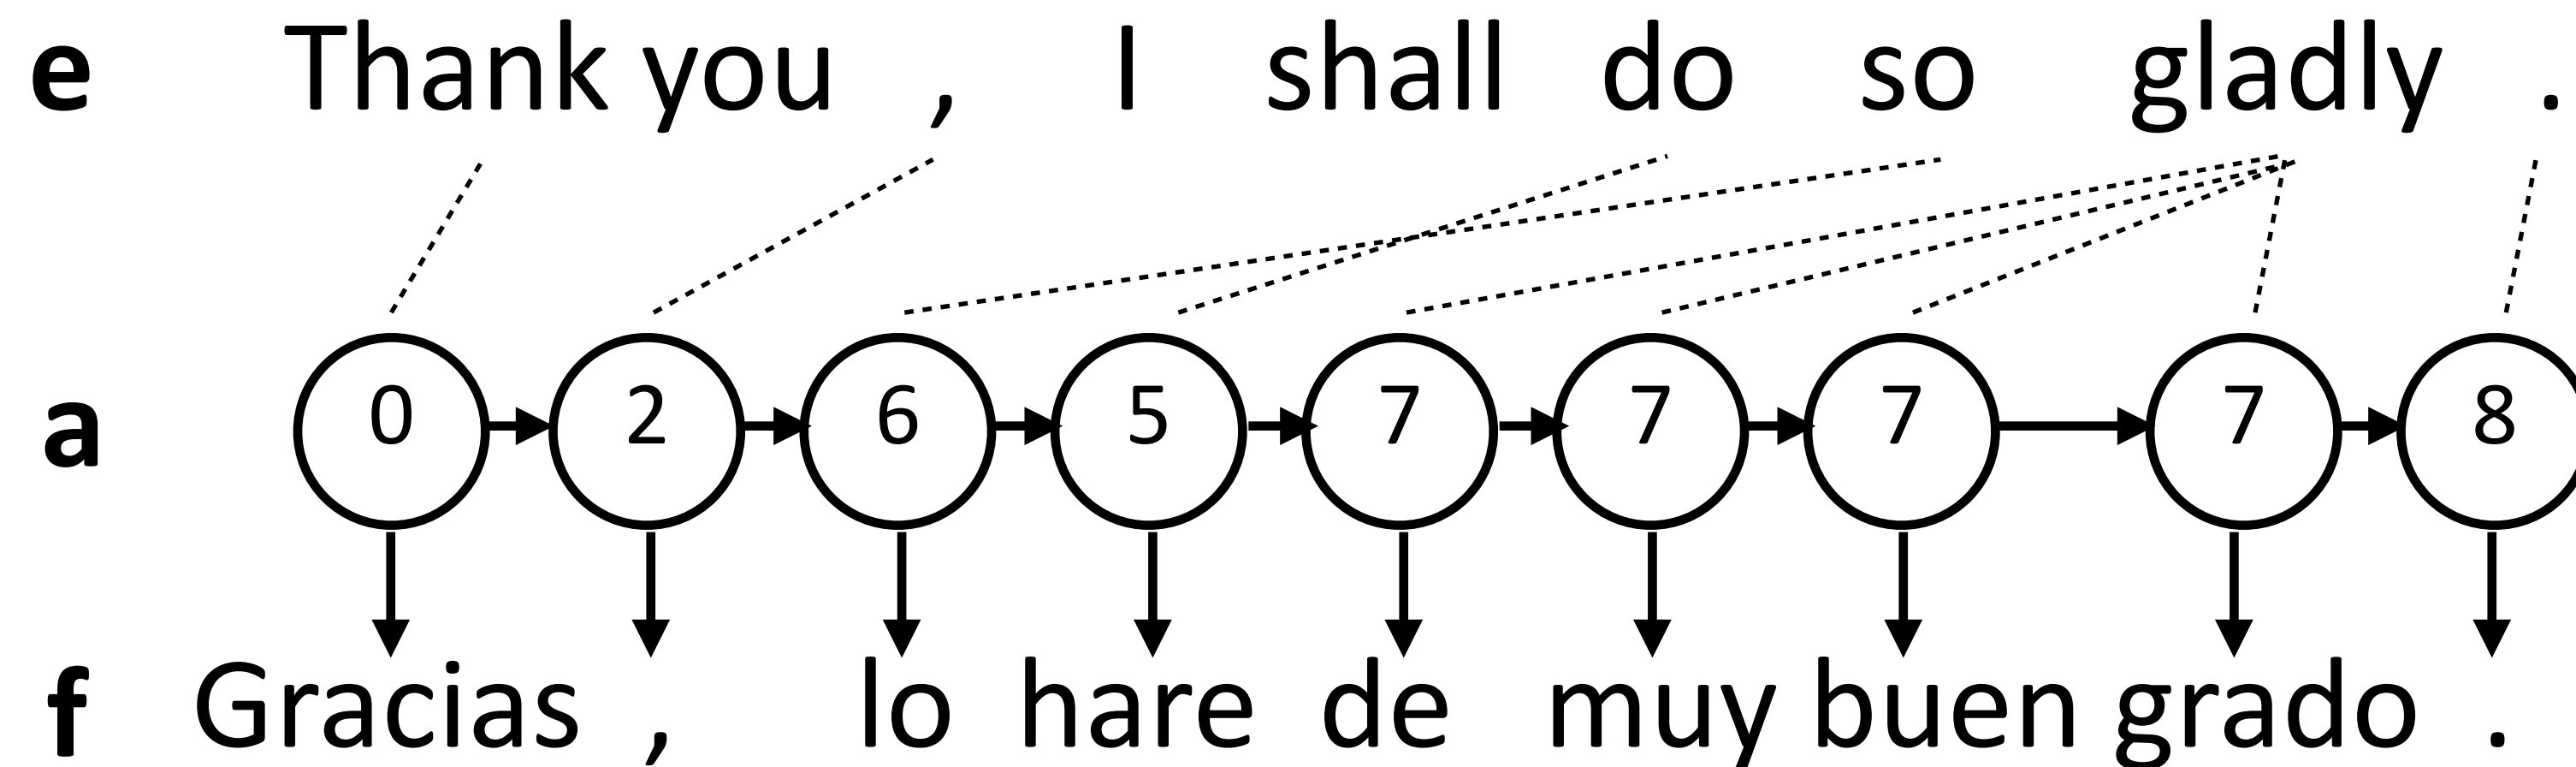 e Thank you , I shall do so gladly .
a 0 2 6 5 7 7 7 7 8
f Gracias , lo hare de muy buen grado .